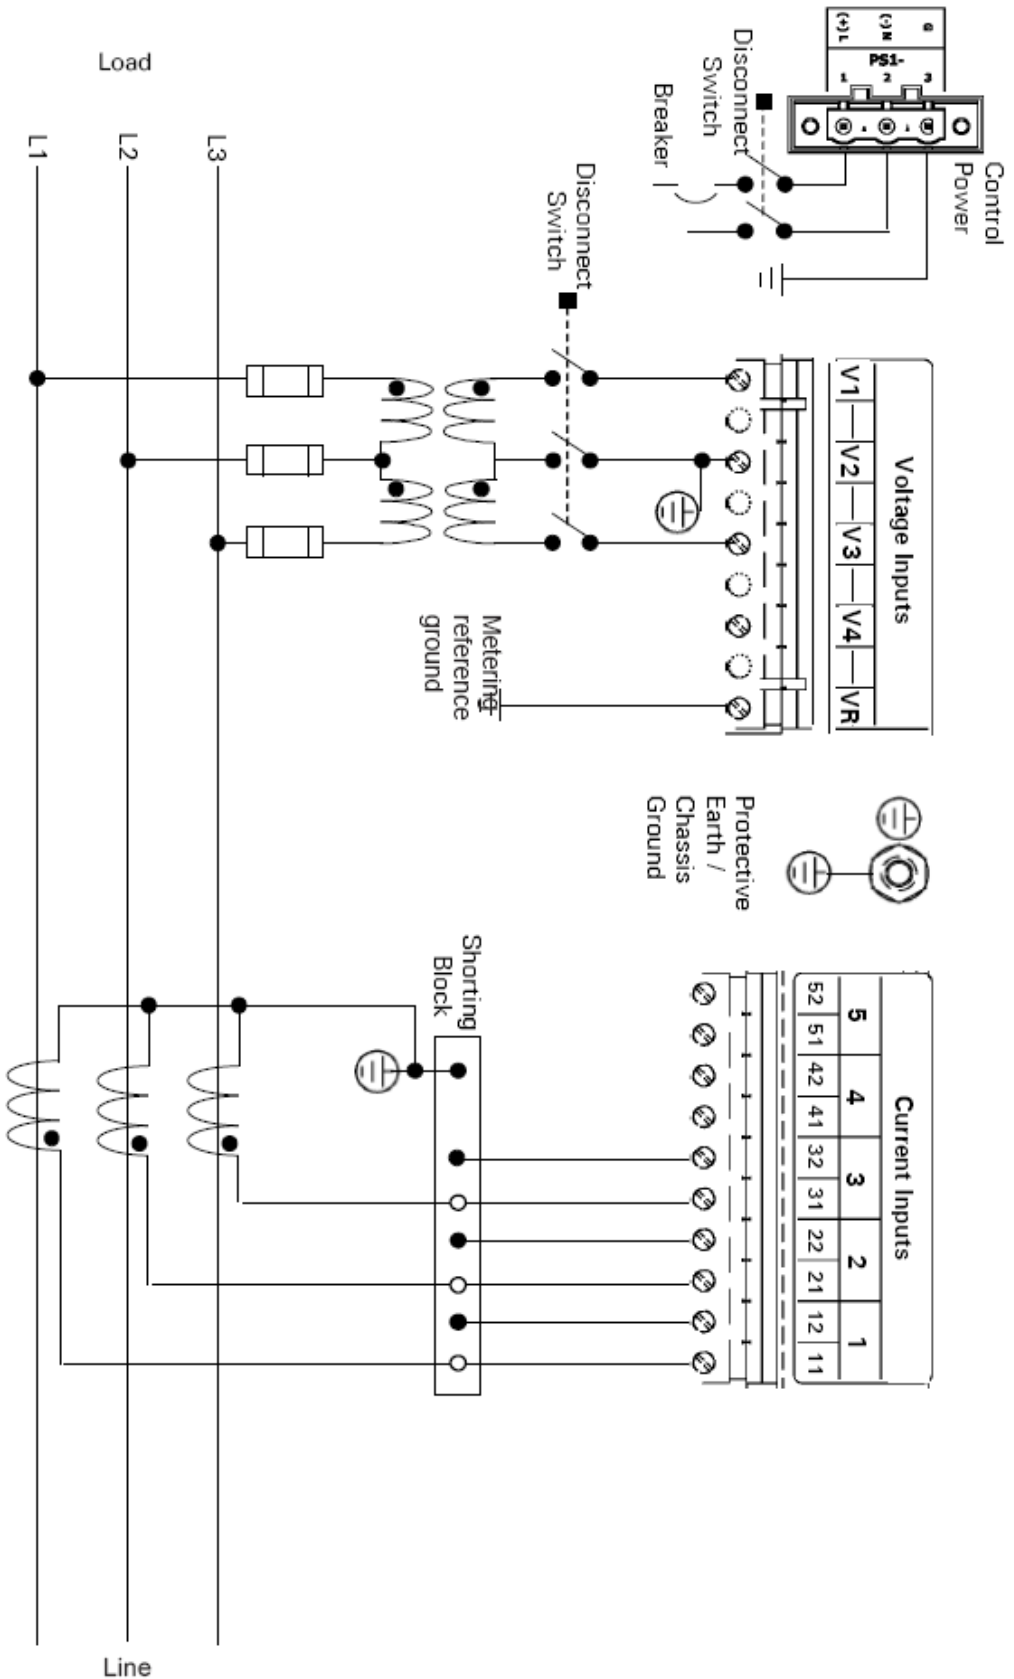 Load
L1
L2
L3
(+) L
(-) N
G
PS1-
1 2 3
Control
Power
Disconnect
Switch
Breaker
Disconnect
Switch
Voltage Inputs
V1 — V2 — V3 — V4 — VR
Metering
reference
ground
Protective
Earth /
Chassis
Ground
Shorting
Block
Current Inputs
5 4 3 2 1
52 51 42 41 32 31 22 21 12 11
Line